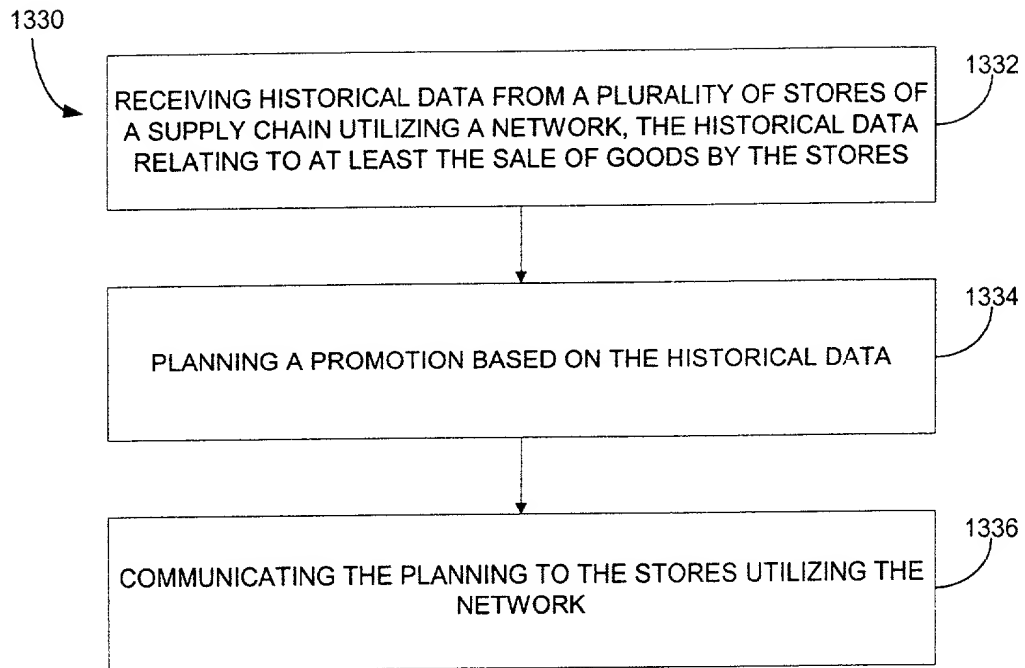 1330
1332
RECEIVING HISTORICAL DATA FROM A PLURALITY OF STORES OF
A SUPPLY CHAIN UTILIZING A NETWORK, THE HISTORICAL DATA
RELATING TO AT LEAST THE SALE OF GOODS BY THE STORES
1334
PLANNING A PROMOTION BASED ON THE HISTORICAL DATA
1336
COMMUNICATING THE PLANNING TO THE STORES UTILIZING THE
NETWORK